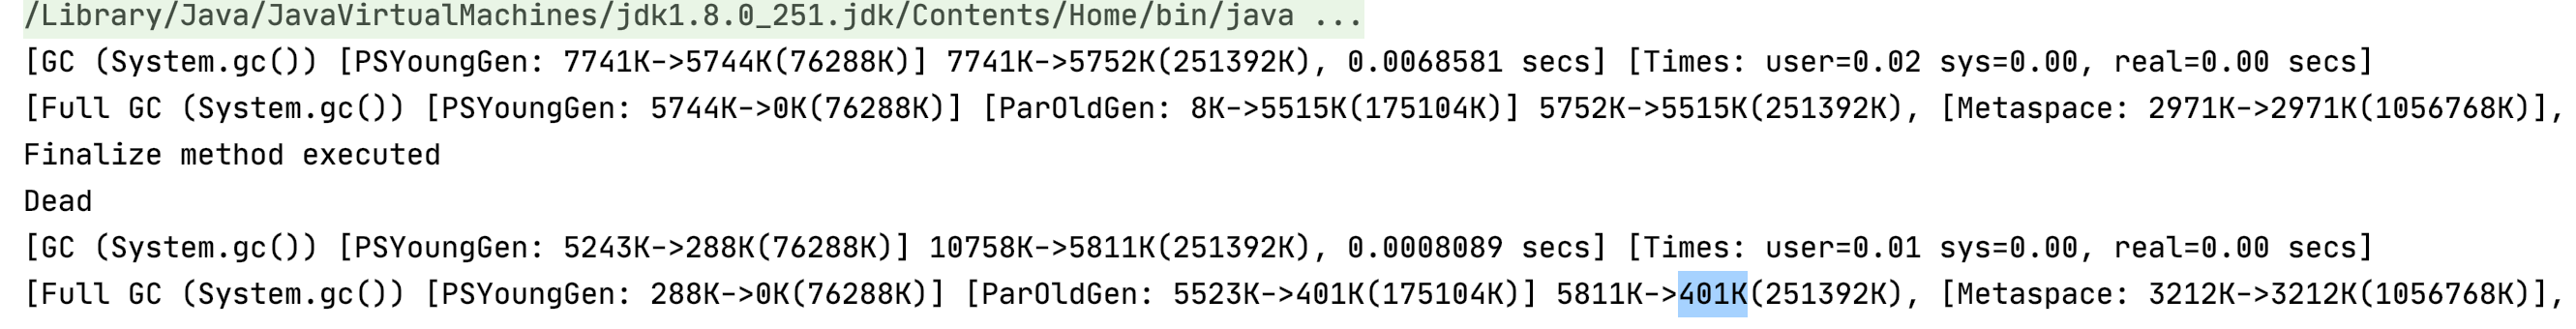 /Library/Java/JavaVirtualMachines/jdk1.8.0_251.jdk/Contents/Home/bin/java ...
[GC (System.gc()) [PSYoungGen: 7741K->5744K(76288K)] 7741K->5752K(251392K), 0.0068581 secs] [Times: user=0.02 sys=0.00, real=0.00 secs]
[Full GC (System.gc()) [PSYoungGen: 5744K->0K(76288K)] [ParOldGen: 8K->5515K(175104K)] 5752K->5515K(251392K), [Metaspace: 2971K->2971K(1056768K)],
Finalize method executed
Dead
[GC (System.gc()) [PSYoungGen: 5243K->288K(76288K)] 10758K->5811K(251392K), 0.0008089 secs] [Times: user=0.01 sys=0.00, real=0.00 secs]
[Full GC (System.gc()) [PSYoungGen: 288K->0K(76288K)] [ParOldGen: 5523K->401K(175104K)] 5811K->401K(251392K), [Metaspace: 3212K->3212K(1056768K)],